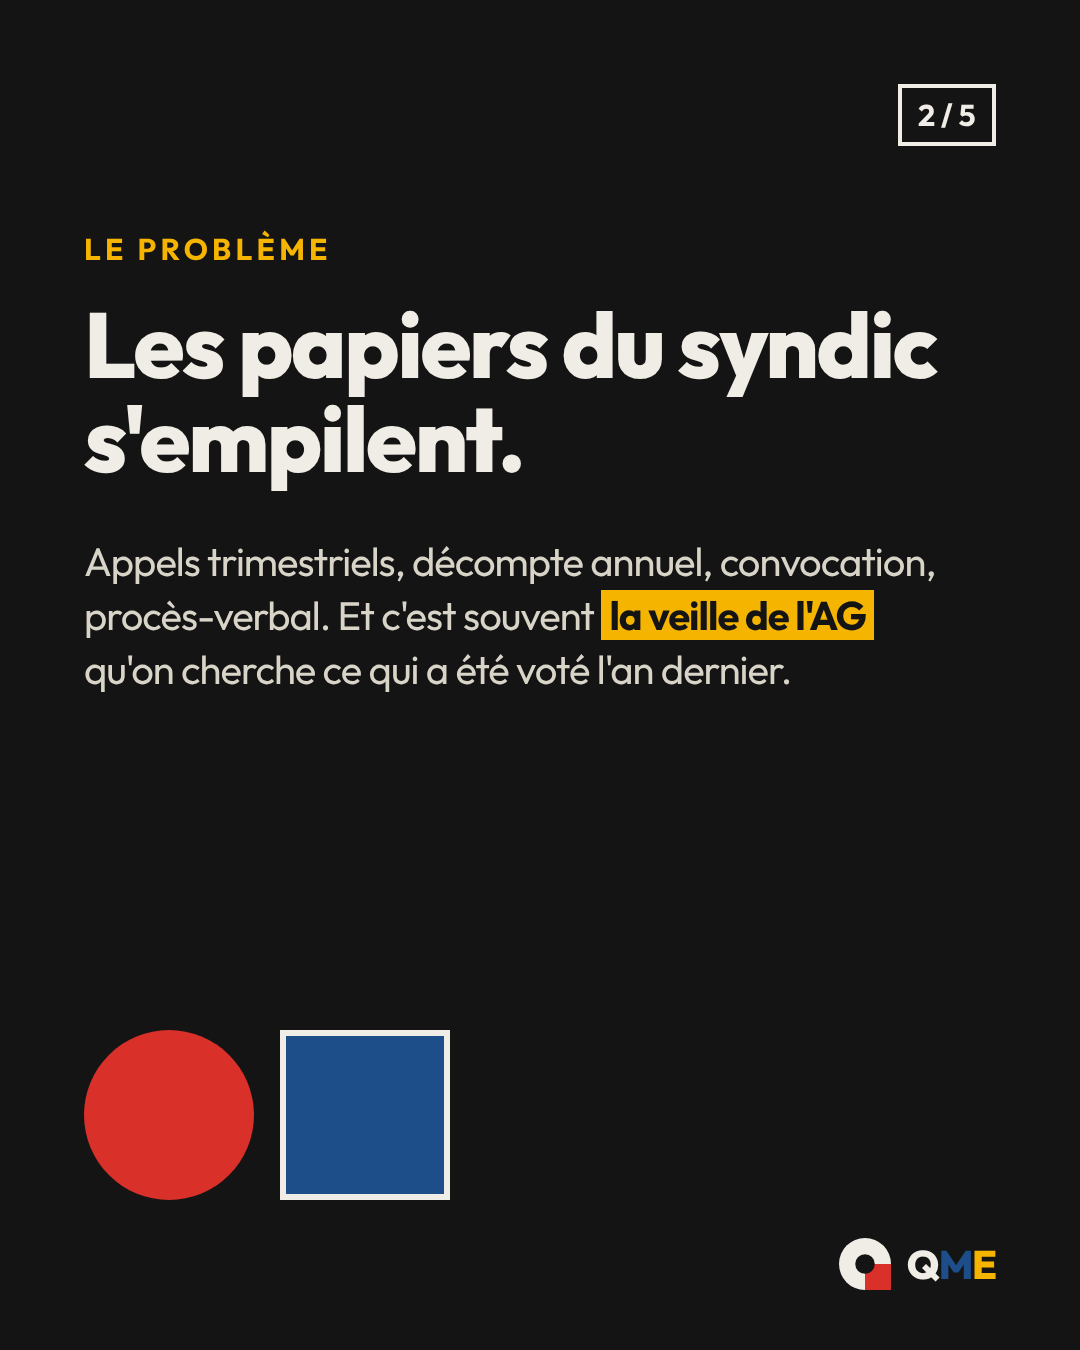 2 / 5
LE PROBLÈME
Les papiers du syndic
s'empilent.
Appels trimestriels, décompte annuel, convocation,
procès-verbal. Et c'est souvent la veille de l'AG
qu'on cherche ce qui a été voté l'an dernier.
QME